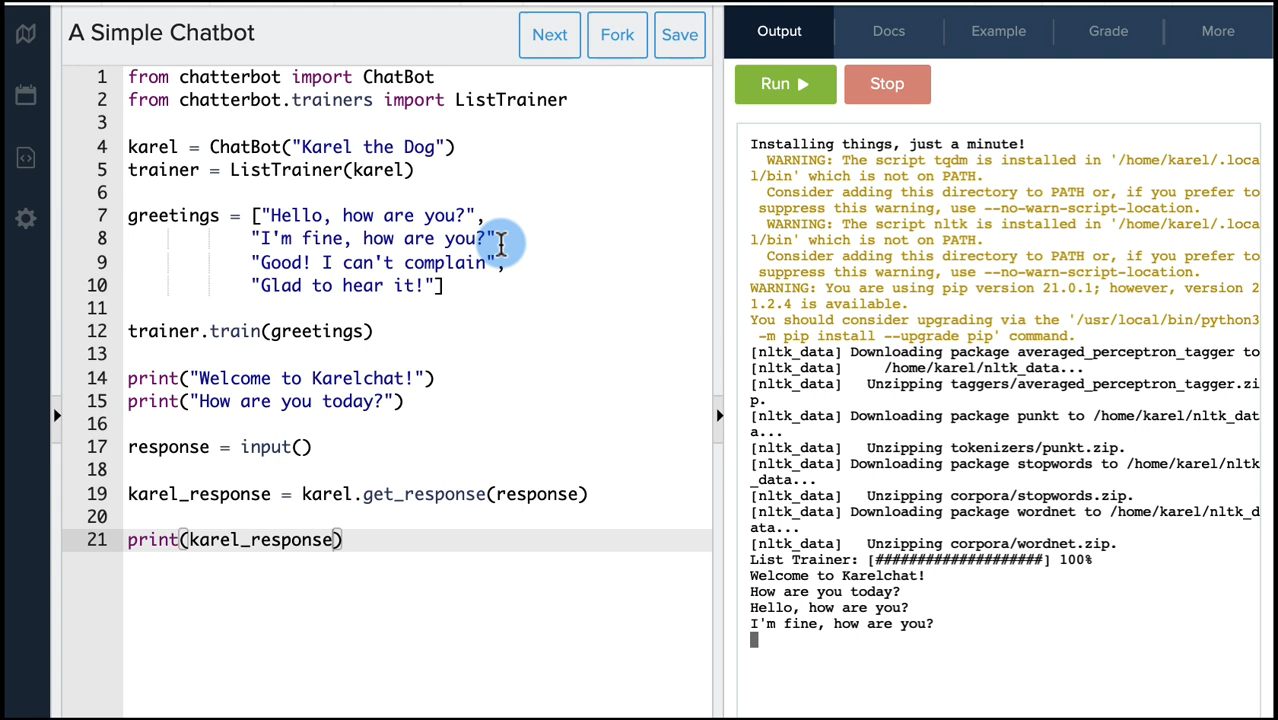 A Simple Chatbot
Next
Fork
Save
1 from chatterbot import ChatBot
2 from chatterbot.trainers import ListTrainer
3
4 karel = ChatBot("Karel the Dog")
5 trainer = ListTrainer(karel)
6
7 greetings = ["Hello, how are you?",
8 "I'm fine, how are you?"
9 "Good! I can't complain",
10 "Glad to hear it!"]
11
12 trainer.train(greetings)
13
14 print("Welcome to Karelchat!")
15 print("How are you today?")
16
17 response = input()
18
19 karel_response = karel.get_response(response)
20
21 print(karel_response)
Output
Docs
Example
Grade
More
Run
Stop
Installing things, just a minute!
WARNING: The script tqdm is installed in '/home/karel/.loca
l/bin' which is not on PATH.
Consider adding this directory to PATH or, if you prefer to
suppress this warning, use --no-warn-script-location.
WARNING: The script nltk is installed in '/home/karel/.loca
l/bin' which is not on PATH.
Consider adding this directory to PATH or, if you prefer to
suppress this warning, use --no-warn-script-location.
WARNING: You are using pip version 21.0.1; however, version 2
1.2.4 is available.
You should consider upgrading via the '/usr/local/bin/python3
-m pip install --upgrade pip' command.
[nltk_data] Downloading package averaged_perceptron_tagger to
[nltk_data] /home/karel/nltk_data...
[nltk_data] Unzipping taggers/averaged_perceptron_tagger.zi
p.
[nltk_data] Downloading package punkt to /home/karel/nltk_dat
a...
[nltk_data] Unzipping tokenizers/punkt.zip.
[nltk_data] Downloading package stopwords to /home/karel/nltk
_data...
[nltk_data] Unzipping corpora/stopwords.zip.
[nltk_data] Downloading package wordnet to /home/karel/nltk_d
ata...
[nltk_data] Unzipping corpora/wordnet.zip.
List Trainer: [####################] 100%
Welcome to Karelchat!
How are you today?
Hello, how are you?
I'm fine, how are you?